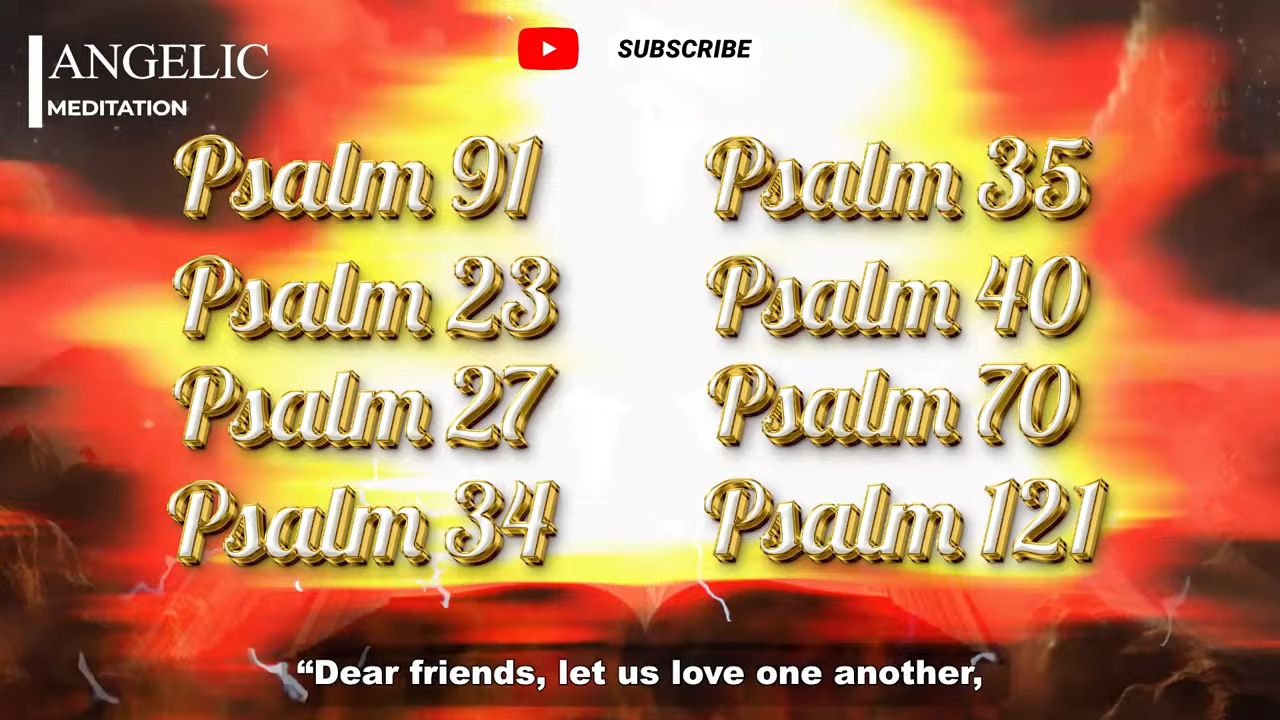 ANGELIC
MEDITATION
SUBSCRIBE
Psalm 91
Psalm 23
Psalm 27
Psalm 34
Psalm 35
Psalm 40
Psalm 70
Psalm 121
“Dear friends, let us love one another,